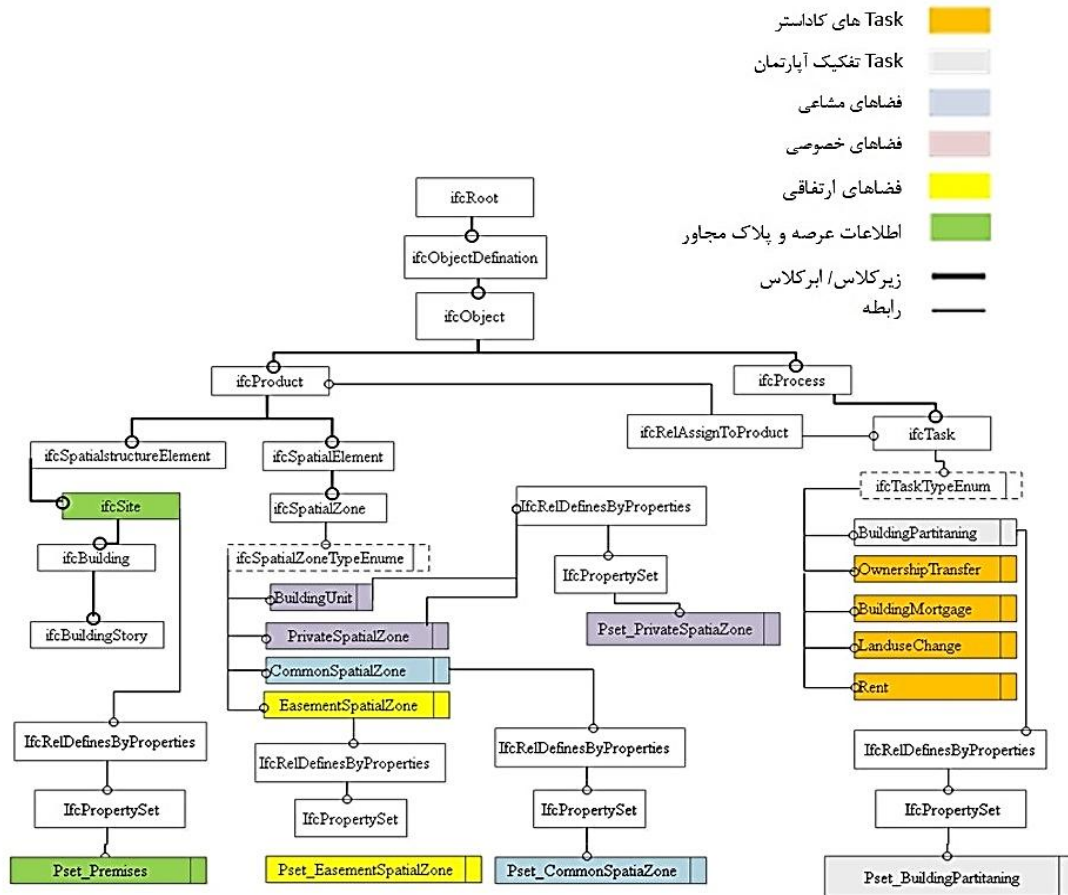 Task های کاداستر
Task تفکیک آپارتمان
فضاهای مشاعی
فضاهای خصوصی
فضاهای ارتفاقی
اطلاعات عرصه و پلاک مجاور
زیرکلاس/ ابرکلاس
رابطه
ifcRoot
ifcObjectDefination
ifcObject
ifcProduct
ifcProcess
ifcRelAssignToProduct
ifcTask
ifcSpatialstructureElement
ifcSpatialElement
ifcTaskTypeEnum
ifcSite
ifcSpatialZone
IfcRelDefinesByProperties
BuildingPartitaning
ifcBuilding
ifcSpatialZoneTypeEnume
IfcPropertySet
OwnershipTransfer
BuildingUnit
BuildingMortgage
ifcBuildingStory
PrivateSpatialZone
Pset_PrivateSpatiaZone
LanduseChange
CommonSpatialZone
Rent
EasementSpatialZone
IfcRelDefinesByProperties
IfcRelDefinesByProperties
IfcRelDefinesByProperties
IfcRelDefinesByProperties
IfcPropertySet
IfcPropertySet
IfcPropertySet
IfcPropertySet
Pset_Premises
Pset_EasementSpatialZone
Pset_CommonSpatiaZone
Pset_BuildingPartitaning